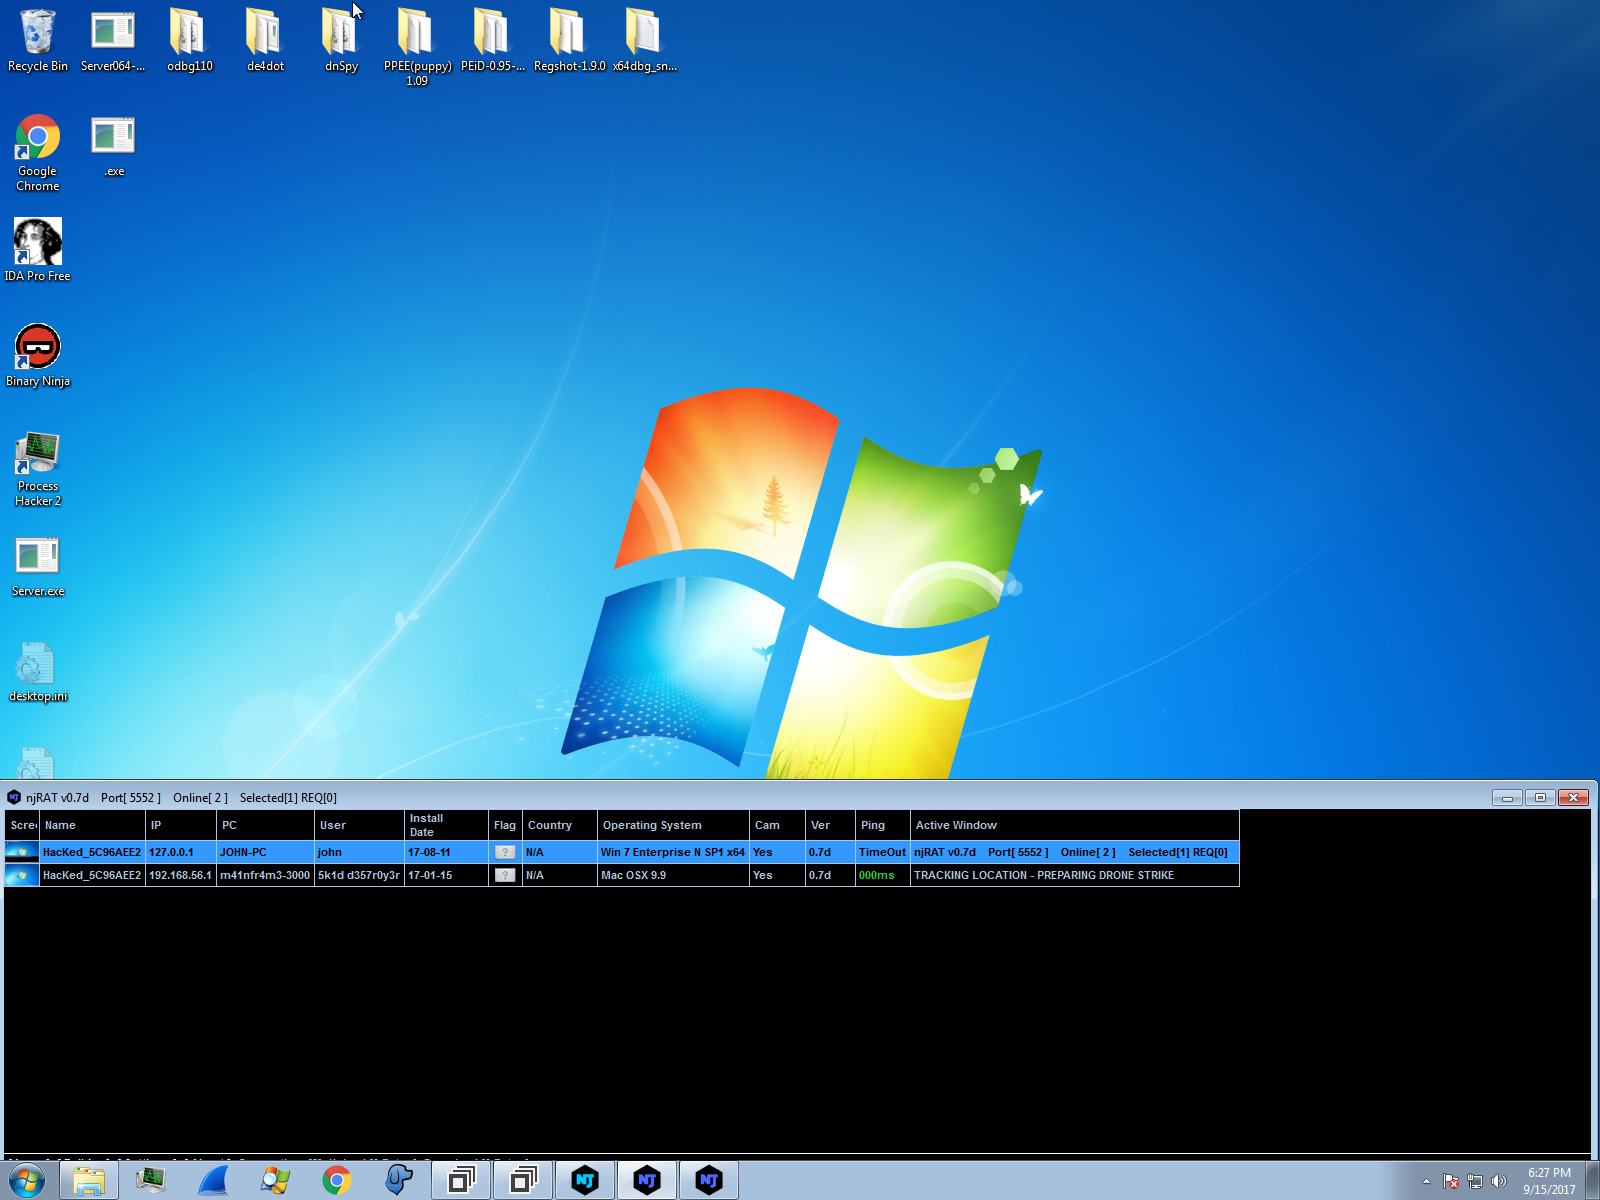 Recycle Bin
Server064-...
odbg110
de4dot
dnSpy
PPEE(puppy)
1.09
PEiD-0.95-...
Regshot-1.9.0
x64dbg_sn...
Google
Chrome
.exe
IDA Pro Free
Binary Ninja
Process
Hacker 2
Server.exe
desktop.ini
njRAT v0.7d Port[ 5552 ] Online[ 2 ] Selected[1] REQ[0]
Scre Name IP PC User Install Date Flag Country Operating System Cam Ver Ping Active Window
HacKed_5C96AEE2 127.0.0.1 JOHN-PC john 17-08-11 ? N/A Win 7 Enterprise N SP1 x64 Yes 0.7d TimeOut njRAT v0.7d Port[ 5552 ] Online[ 2 ] Selected[1] REQ[0]
HacKed_5C96AEE2 192.168.56.1 m41nfr4m3-3000 5k1d d357r0y3r 17-01-15 ? N/A Mac OSX 9.9 Yes 0.7d 000ms TRACKING LOCATION - PREPARING DRONE STRIKE
NJ NJ NJ
6:27 PM
9/15/2017